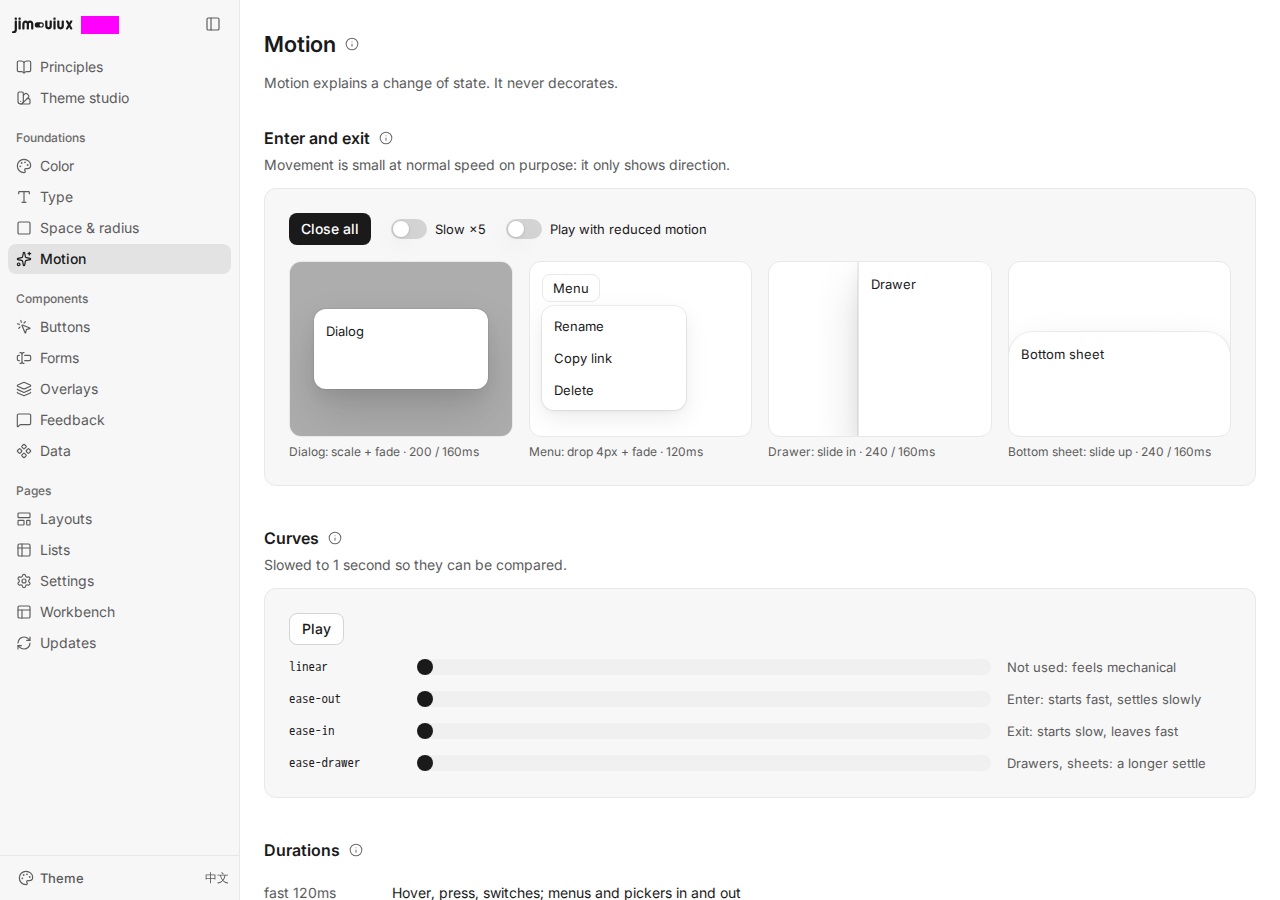 jim uiux
Principles
Theme studio
Foundations
Color
Type
Space & radius
Motion
Components
Buttons
Forms
Overlays
Feedback
Data
Pages
Layouts
Lists
Settings
Workbench
Updates
Theme
中文
Motion
Motion explains a change of state. It never decorates.
Enter and exit
Movement is small at normal speed on purpose: it only shows direction.
Close all
Slow ×5
Play with reduced motion
Dialog
Dialog: scale + fade · 200 / 160ms
Menu
Rename
Copy link
Delete
Menu: drop 4px + fade · 120ms
Drawer
Drawer: slide in · 240 / 160ms
Bottom sheet
Bottom sheet: slide up · 240 / 160ms
Curves
Slowed to 1 second so they can be compared.
Play
linear
Not used: feels mechanical
ease-out
Enter: starts fast, settles slowly
ease-in
Exit: starts slow, leaves fast
ease-drawer
Drawers, sheets: a longer settle
Durations
fast 120ms
Hover, press, switches; menus and pickers in and out